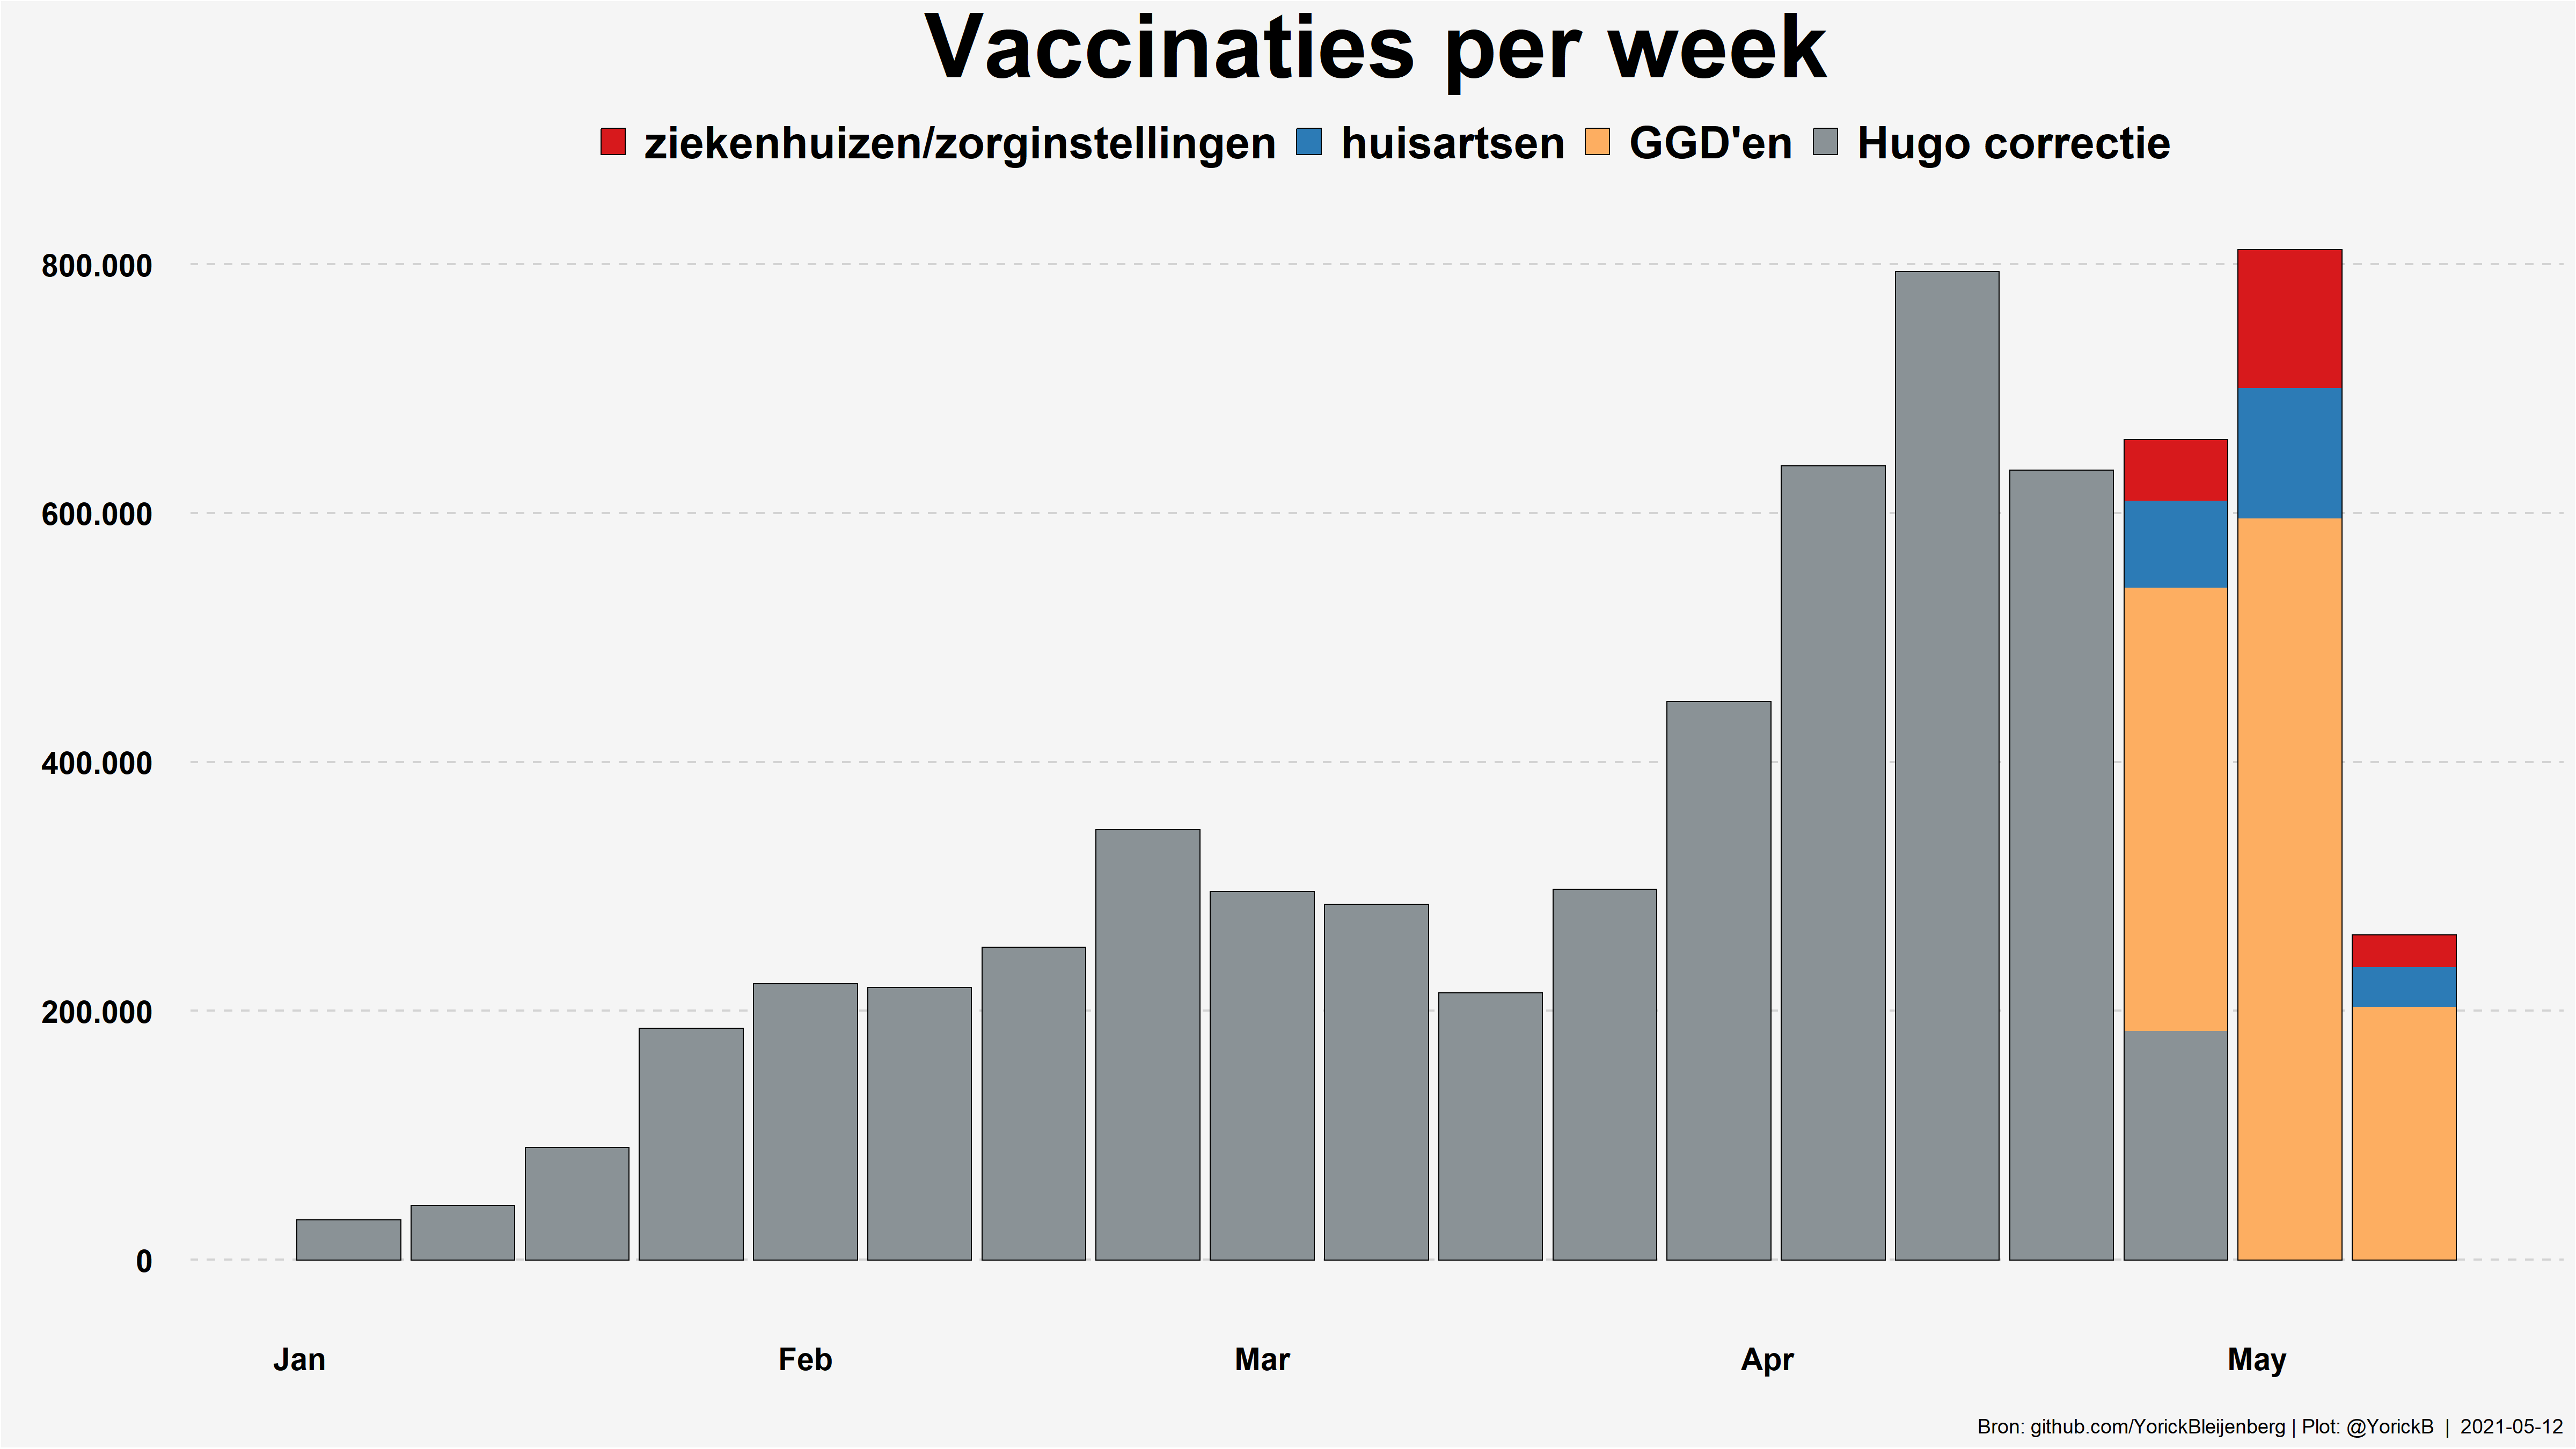 Vaccinaties per week
ziekenhuizen/zorginstellingen huisartsen GGD'en Hugo correctie
800.000
600.000
400.000
200.000
0
Jan Feb Mar Apr May
Bron: github.com/YorickBleijenberg | Plot: @YorickB | 2021-05-12